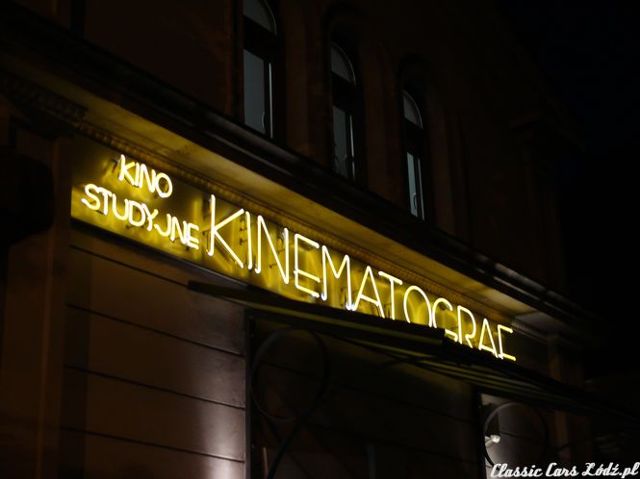 KINO
STUDYJNE
KINEMATOGRAF
Classic Cars Łódź.pl